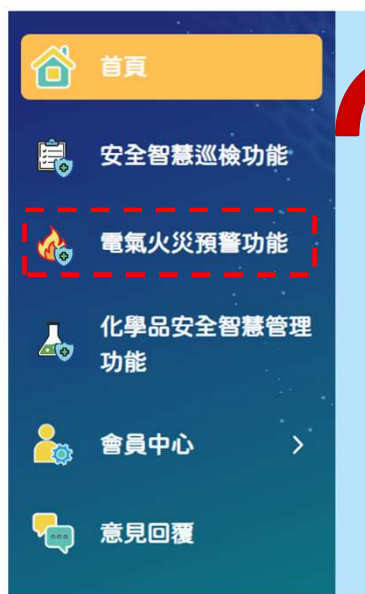 首頁
安全智慧巡檢功能
電氣火災預警功能
化學品安全智慧管理
功能
會員中心
意見回覆